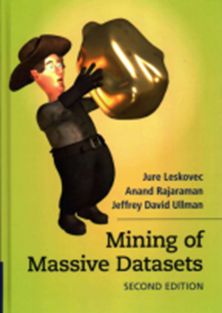 Jure Leskovec
Anand Rajaraman
Jeffrey David Ullman
Mining of
Massive Datasets
SECOND EDITION